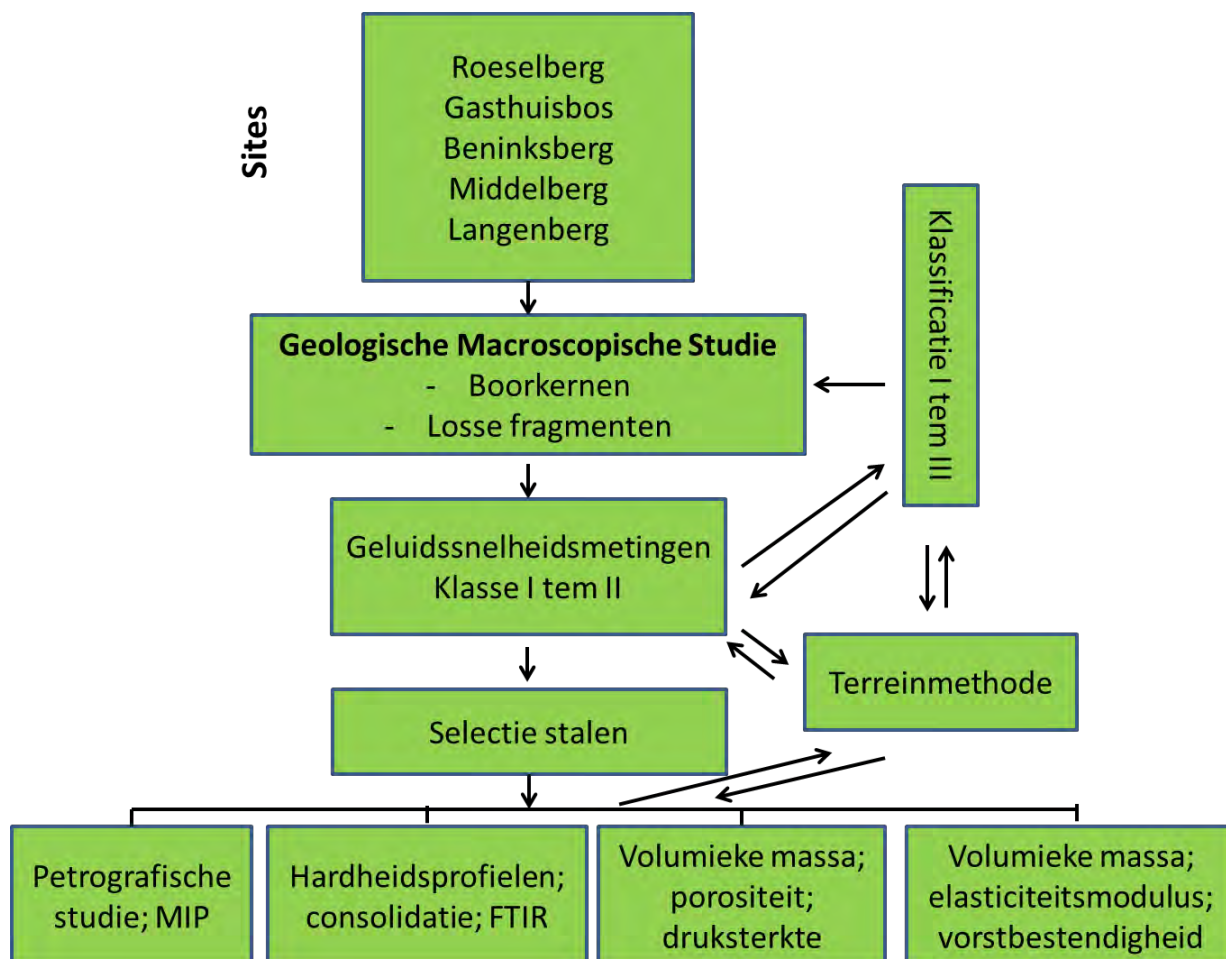 Sites
Roeselberg
Gasthuisbos
Beninksberg
Middelberg
Langenberg
Geologische Macroscopische Studie
- Boorkernen
- Losse fragmenten
Klassificatie I tem III
Geluidssnelheidsmetingen
Klasse I tem II
Terreinmethode
Selectie stalen
Petrografische
studie; MIP
Hardheidsprofielen;
consolidatie; FTIR
Volumieke massa;
porositeit;
druksterkte
Volumieke massa;
elasticiteitsmodulus;
vorstbestendigheid